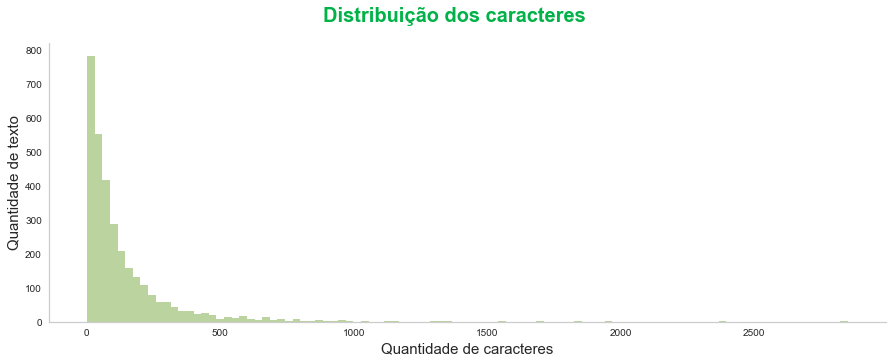 Distribuição dos caracteres
800
700
600
500
400
300
200
100
0
Quantidade de texto
0 500 1000 1500 2000 2500
Quantidade de caracteres